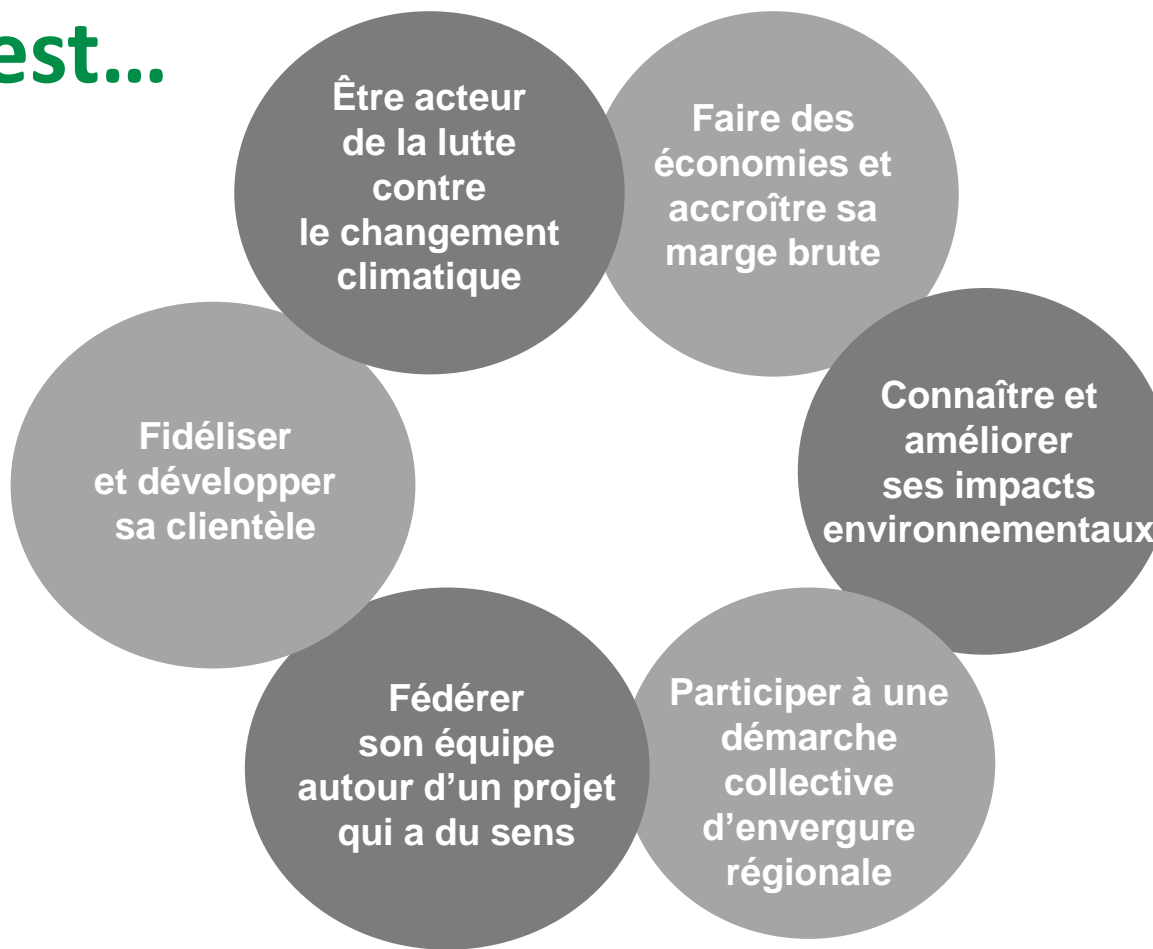 est...
Être acteur
de la lutte
contre
le changement
climatique
Faire des
économies et
accroître sa
marge brute
Connaître et
améliorer
ses impacts
environnementaux
Participer à une
démarche
collective
d’envergure
régionale
Fédérer
son équipe
autour d’un projet
qui a du sens
Fidéliser
et développer
sa clientèle